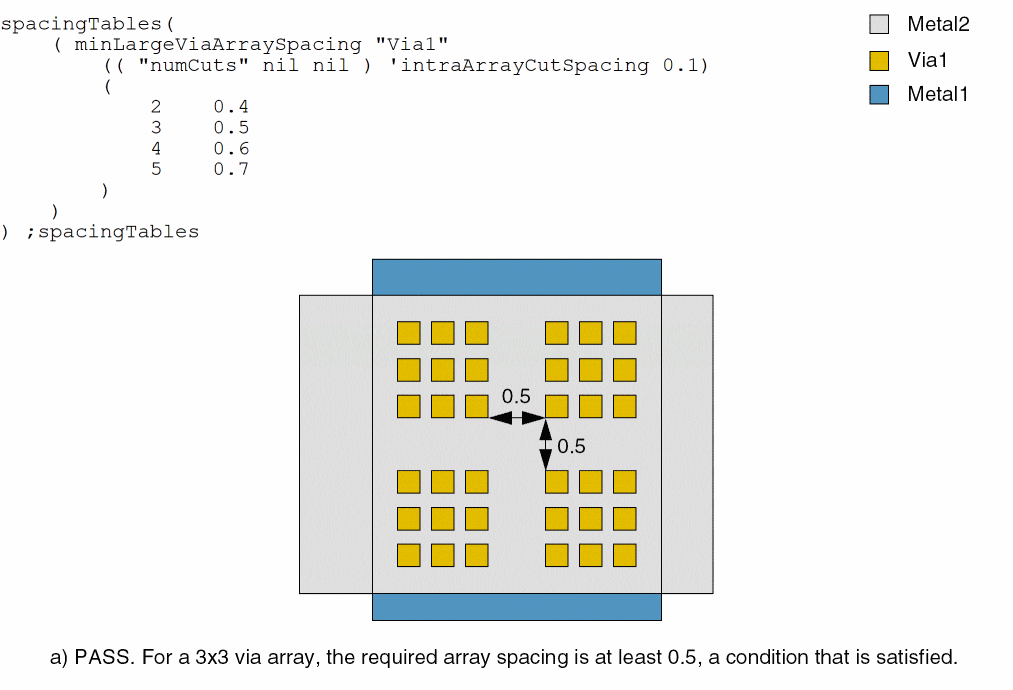 spacingTables(
( minLargeViaArraySpacing "Via1"
(( "numCuts" nil nil ) 'intraArrayCutSpacing 0.1)
(
2 0.4
3 0.5
4 0.6
5 0.7
)
)
) ;spacingTables
Metal2
Via1
Metal1
0.5
0.5
a) PASS. For a 3x3 via array, the required array spacing is at least 0.5, a condition that is satisfied.